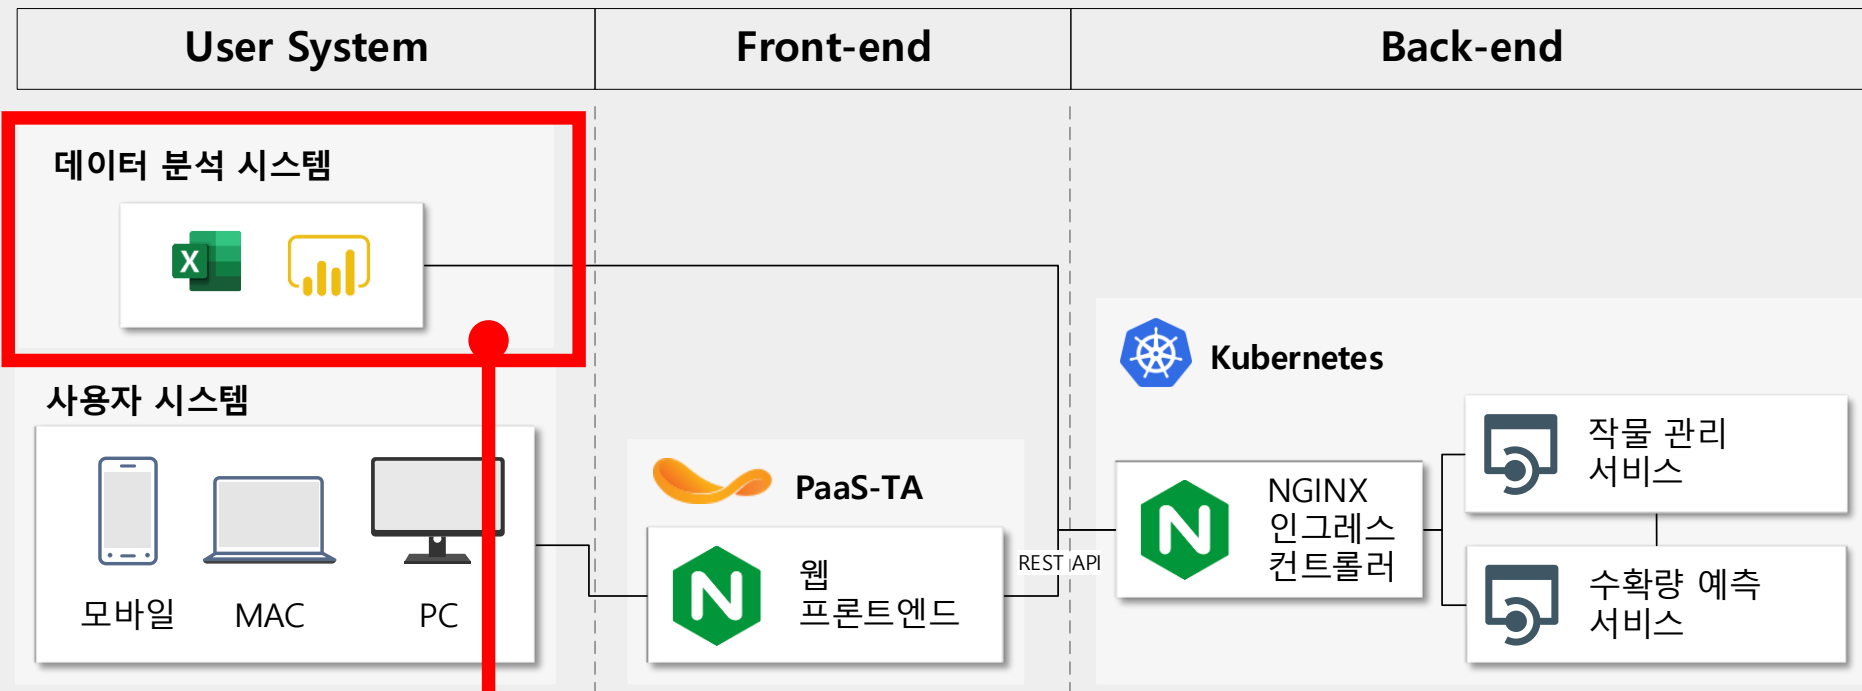 User System
Front-end
Back-end
데이터 분석 시스템
X
사용자 시스템
모바일
MAC
PC
PaaS-TA
N
웹
프론트엔드
REST API
Kubernetes
N
NGINX
인그레스
컨트롤러
작물 관리
서비스
수확량 예측
서비스